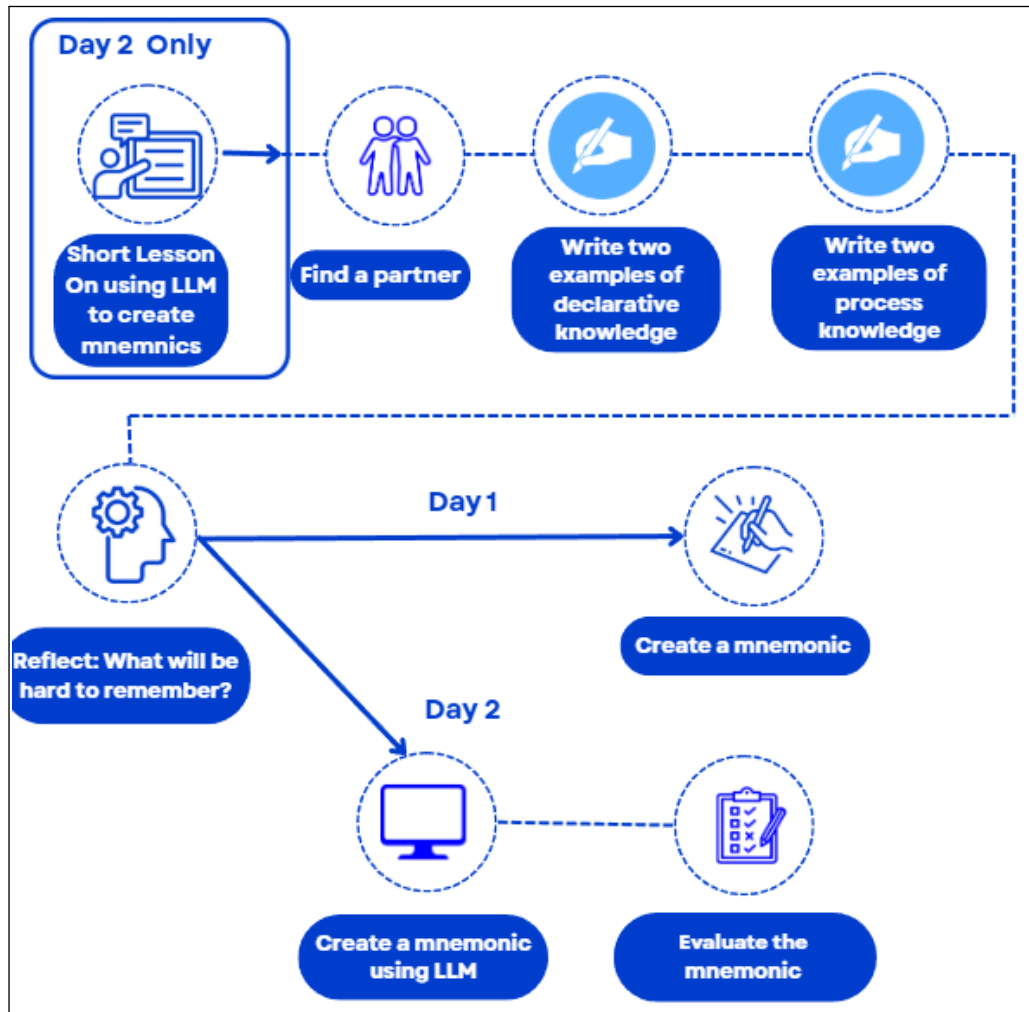 Day 2 Only
Short Lesson
On using LLM
to create
mnemnics
Find a partner
Write two
examples of
declarative
knowledge
Write two
examples of
process
knowledge
Reflect: What will be
hard to remember?
Day 1
Create a mnemonic
Day 2
Create a mnemonic
using LLM
Evaluate the
mnemonic